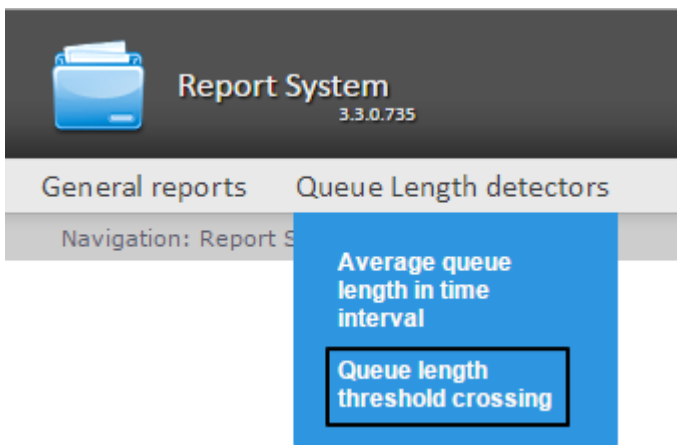 Report System
3.3.0.735
General reports Queue Length detectors
Navigation: Report S
Average queue
length in time
interval
Queue length
threshold crossing